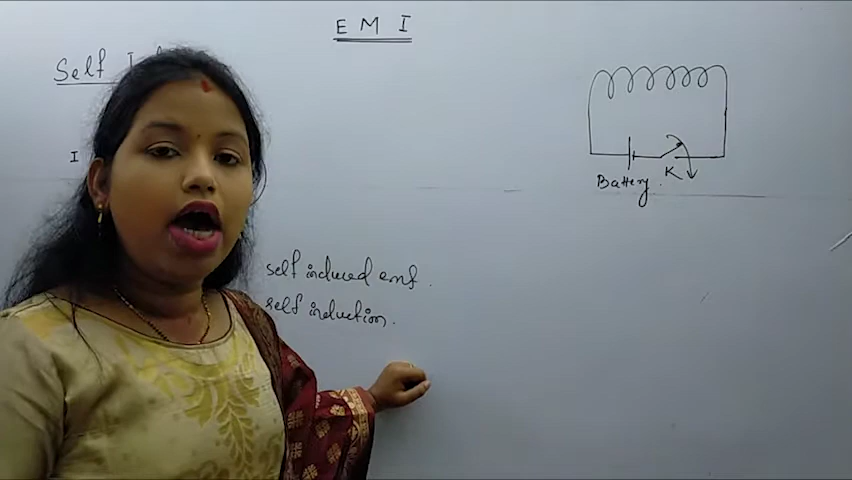 E M I
Self
I
Battery.
K
self induced emf.
self induction.